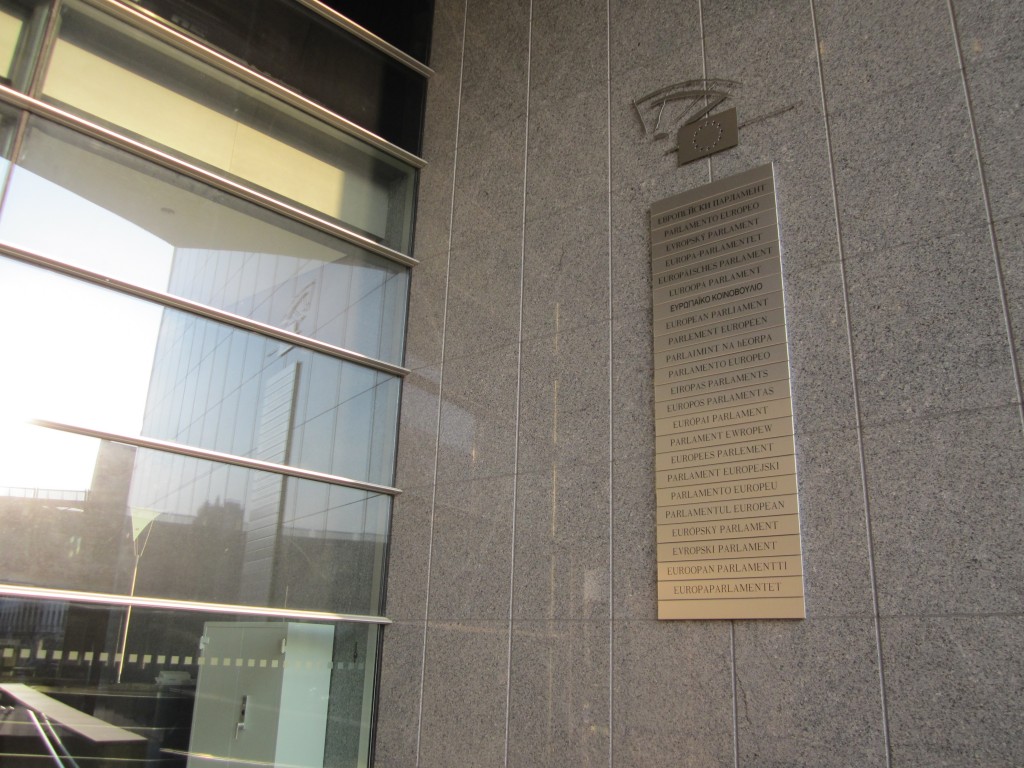 ЕВРОПЕЙСКИ ПАРЛАМЕНТ
PARLAMENTO EUROPEO
EVROPSKÝ PARLAMENT
EUROPA-PARLAMENTET
EUROPÄISCHES PARLAMENT
EUROOPA PARLAMENT
ΕΥΡΩΠΑΪΚΟ ΚΟΙΝΟΒΟΥΛΙΟ
EUROPEAN PARLIAMENT
PARLEMENT EUROPÉEN
PARLAIMINT NA hEORPA
PARLAMENTO EUROPEO
EIROPAS PARLAMENTS
EUROPOS PARLAMENTAS
EURÓPAI PARLAMENT
PARLAMENT EWROPEW
EUROPEES PARLEMENT
PARLAMENT EUROPEJSKI
PARLAMENTO EUROPEU
PARLAMENTUL EUROPEAN
EURÓPSKY PARLAMENT
EVROPSKI PARLAMENT
EUROOPAN PARLAMENTTI
EUROPAPARLAMENTET